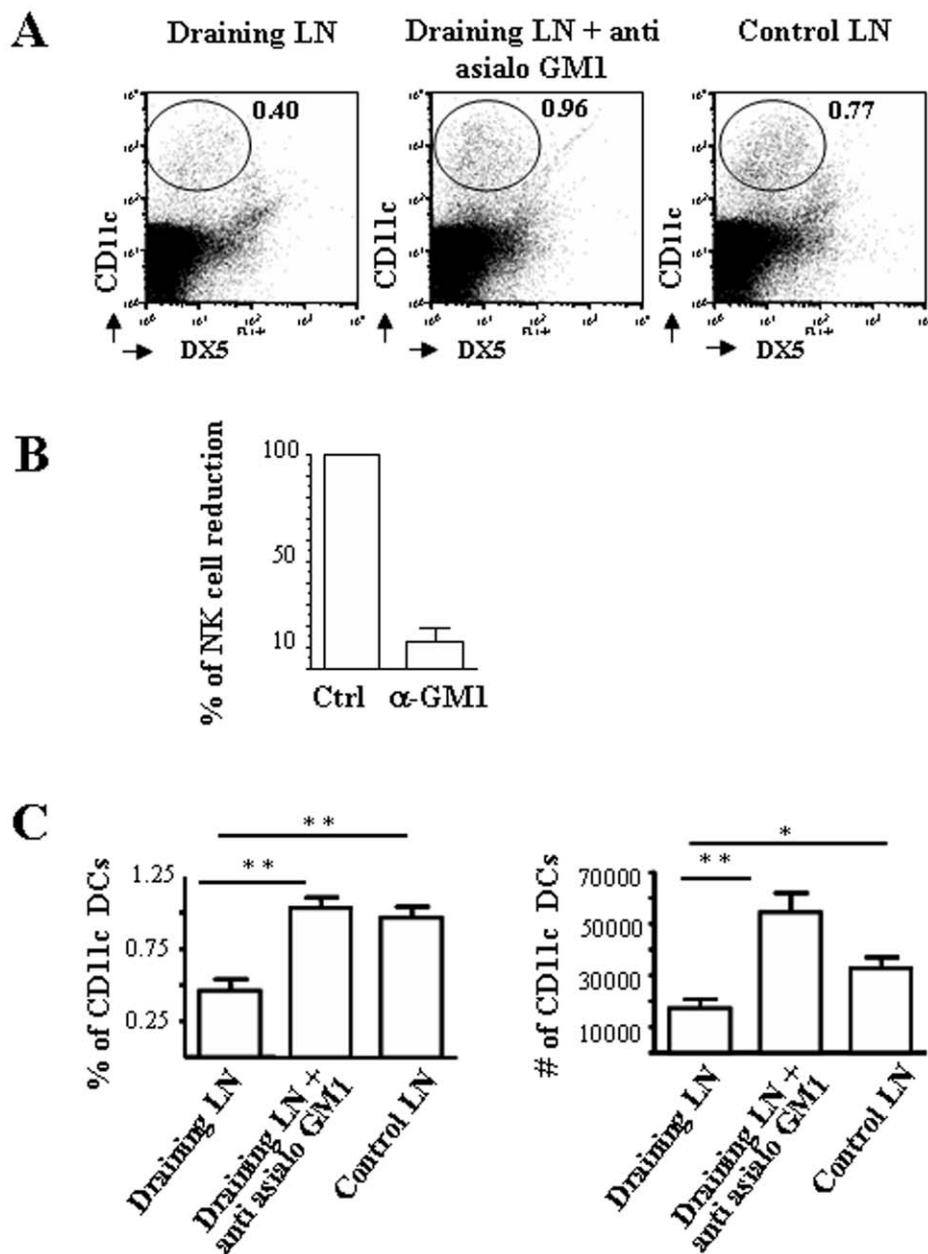 A
Draining LN
Draining LN + anti
asialo GM1
Control LN
0.40
0.96
0.77
CD11c
CD11c
CD11c
DX5
DX5
DX5
B
% of NK cell reduction
100
50
10
Ctrl
α-GM1
C
% of CD11c DCs
1.25
0.75
0.25
**
**
Draining LN
Draining LN +
anti asialo GM1
Control LN
# of CD11c DCs
70000
50000
30000
10000
*
**
Draining LN
Draining LN +
anti asialo GM1
Control LN